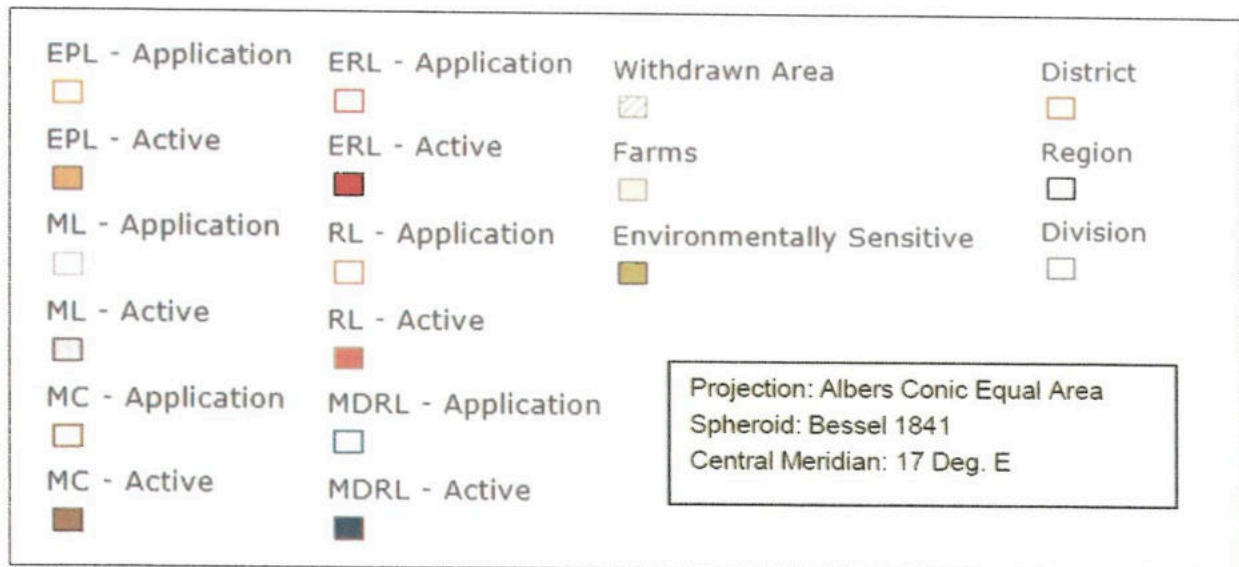 EPL - Application
EPL - Active
ML - Application
ML - Active
MC - Application
MC - Active
ERL - Application
ERL - Active
RL - Application
RL - Active
MDRL - Application
MDRL - Active
Withdrawn Area
Farms
Environmentally Sensitive
District
Region
Division
Projection: Albers Conic Equal Area
Spheroid: Bessel 1841
Central Meridian: 17 Deg. E